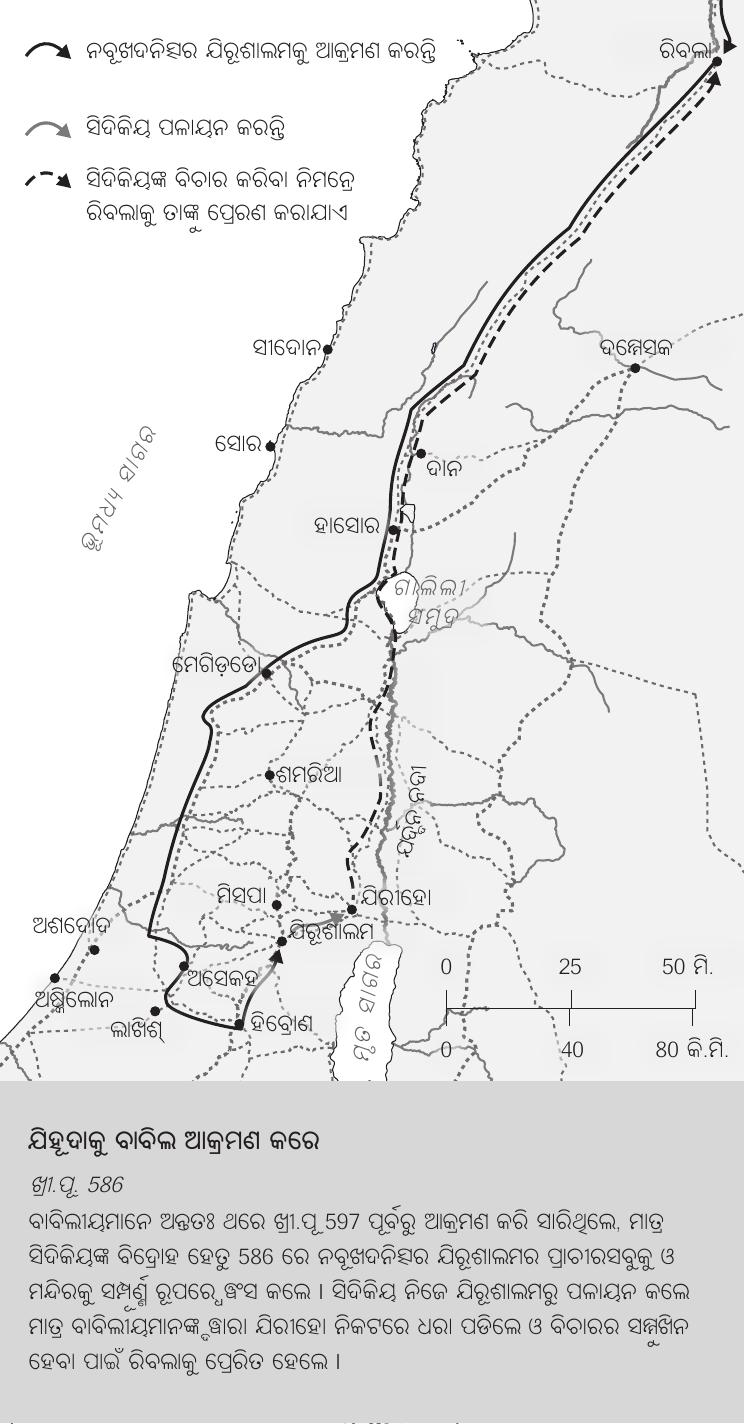 ନବୂଖଦନିତ୍ସର ଯିରୂଶାଲମକୁ ଆକ୍ରମଣ କରନ୍ତି
ସିଦିକିୟ ପଳାୟନ କରନ୍ତି
ସିଦିକିୟଙ୍କ ବିଚାର କରିବା ନିମନ୍ତେ
ରିବଲାକୁ ତାଙ୍କୁ ପ୍ରେରଣ କରାଯାଏ
ରିବଲା
ସୀଦୋନ
ଦମ୍ମେସକ
ସୋର
ଦାନ
ଭୂମଧ୍ୟ ସାଗର
ହାସୋର
ଗାଲିଲୀ
ସମୁଦ୍ର
ମେଗିଡ଼ଡୋ
ଶମରିଆ
ଯର୍ଦ୍ଦନ ନଦୀ
ମିସପା
ଯିରୀହୋ
ଅଶଦୋଦ
ଯିରୂଶାଲମ
ଅସେକହ
ଅଷ୍କିଲୋନ
ଲାଖିଶ୍
ହିବ୍ରୋଣ
ମୃତ ସାଗର
0 25 50 ମି.
0 40 80 କି.ମି.
ଯିହୂଦାକୁ ବାବିଲ ଆକ୍ରମଣ କରେ
ଖ୍ରୀ.ପୂ. 586
ବାବିଲୀୟମାନେ ଅନ୍ତତଃ ଥରେ ଖ୍ରୀ.ପୂ 597 ପୂର୍ବରୁ ଆକ୍ରମଣ କରି ସାରିଥିଲେ, ମାତ୍ର
ସିଦିକିୟଙ୍କ ବିଦ୍ରୋହ ହେତୁ 586 ରେ ନବୂଖଦନିତ୍ସର ଯିରୂଶାଲମର ପ୍ରାଚୀରସବୁକୁ ଓ
ମନ୍ଦିରକୁ ସମ୍ପୂର୍ଣ୍ଣ ରୂପରେ ଧ୍ୱଂସ କଲେ । ସିଦିକିୟ ନିଜେ ଯିରୂଶାଲମରୁ ପଳାୟନ କଲେ
ମାତ୍ର ବାବିଲୀୟମାନଙ୍କ ଦ୍ୱାରା ଯିରୀହୋ ନିକଟରେ ଧରା ପଡିଲେ ଓ ବିଚାରର ସମ୍ମୁଖିନ
ହେବା ପାଇଁ ରିବଲାକୁ ପ୍ରେରିତ ହେଲେ ।